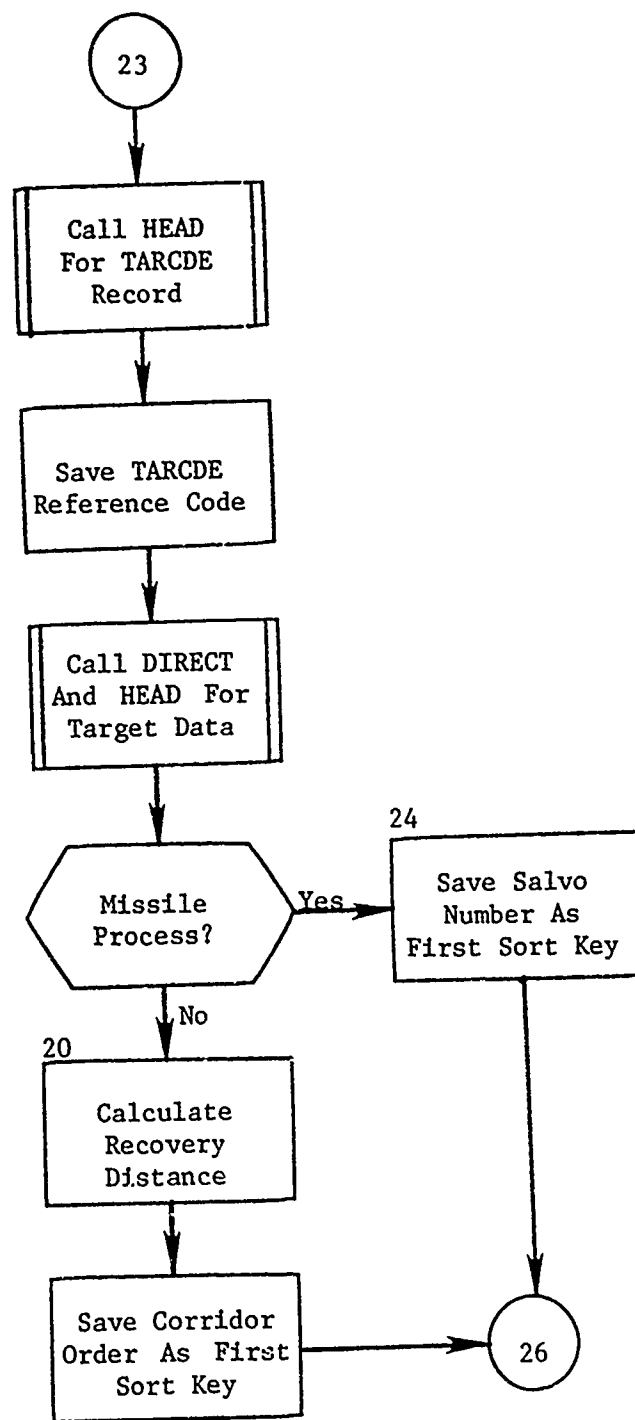 23
Call HEAD
For TARCDE
Record
Save TARCDE
Reference Code
Call DIRECT
And HEAD For
Target Data
Missile
Process?
Yes
24
Save Salvo
Number As
First Sort Key
No
20
Calculate
Recovery
Distance
Save Corridor
Order As First
Sort Key
26